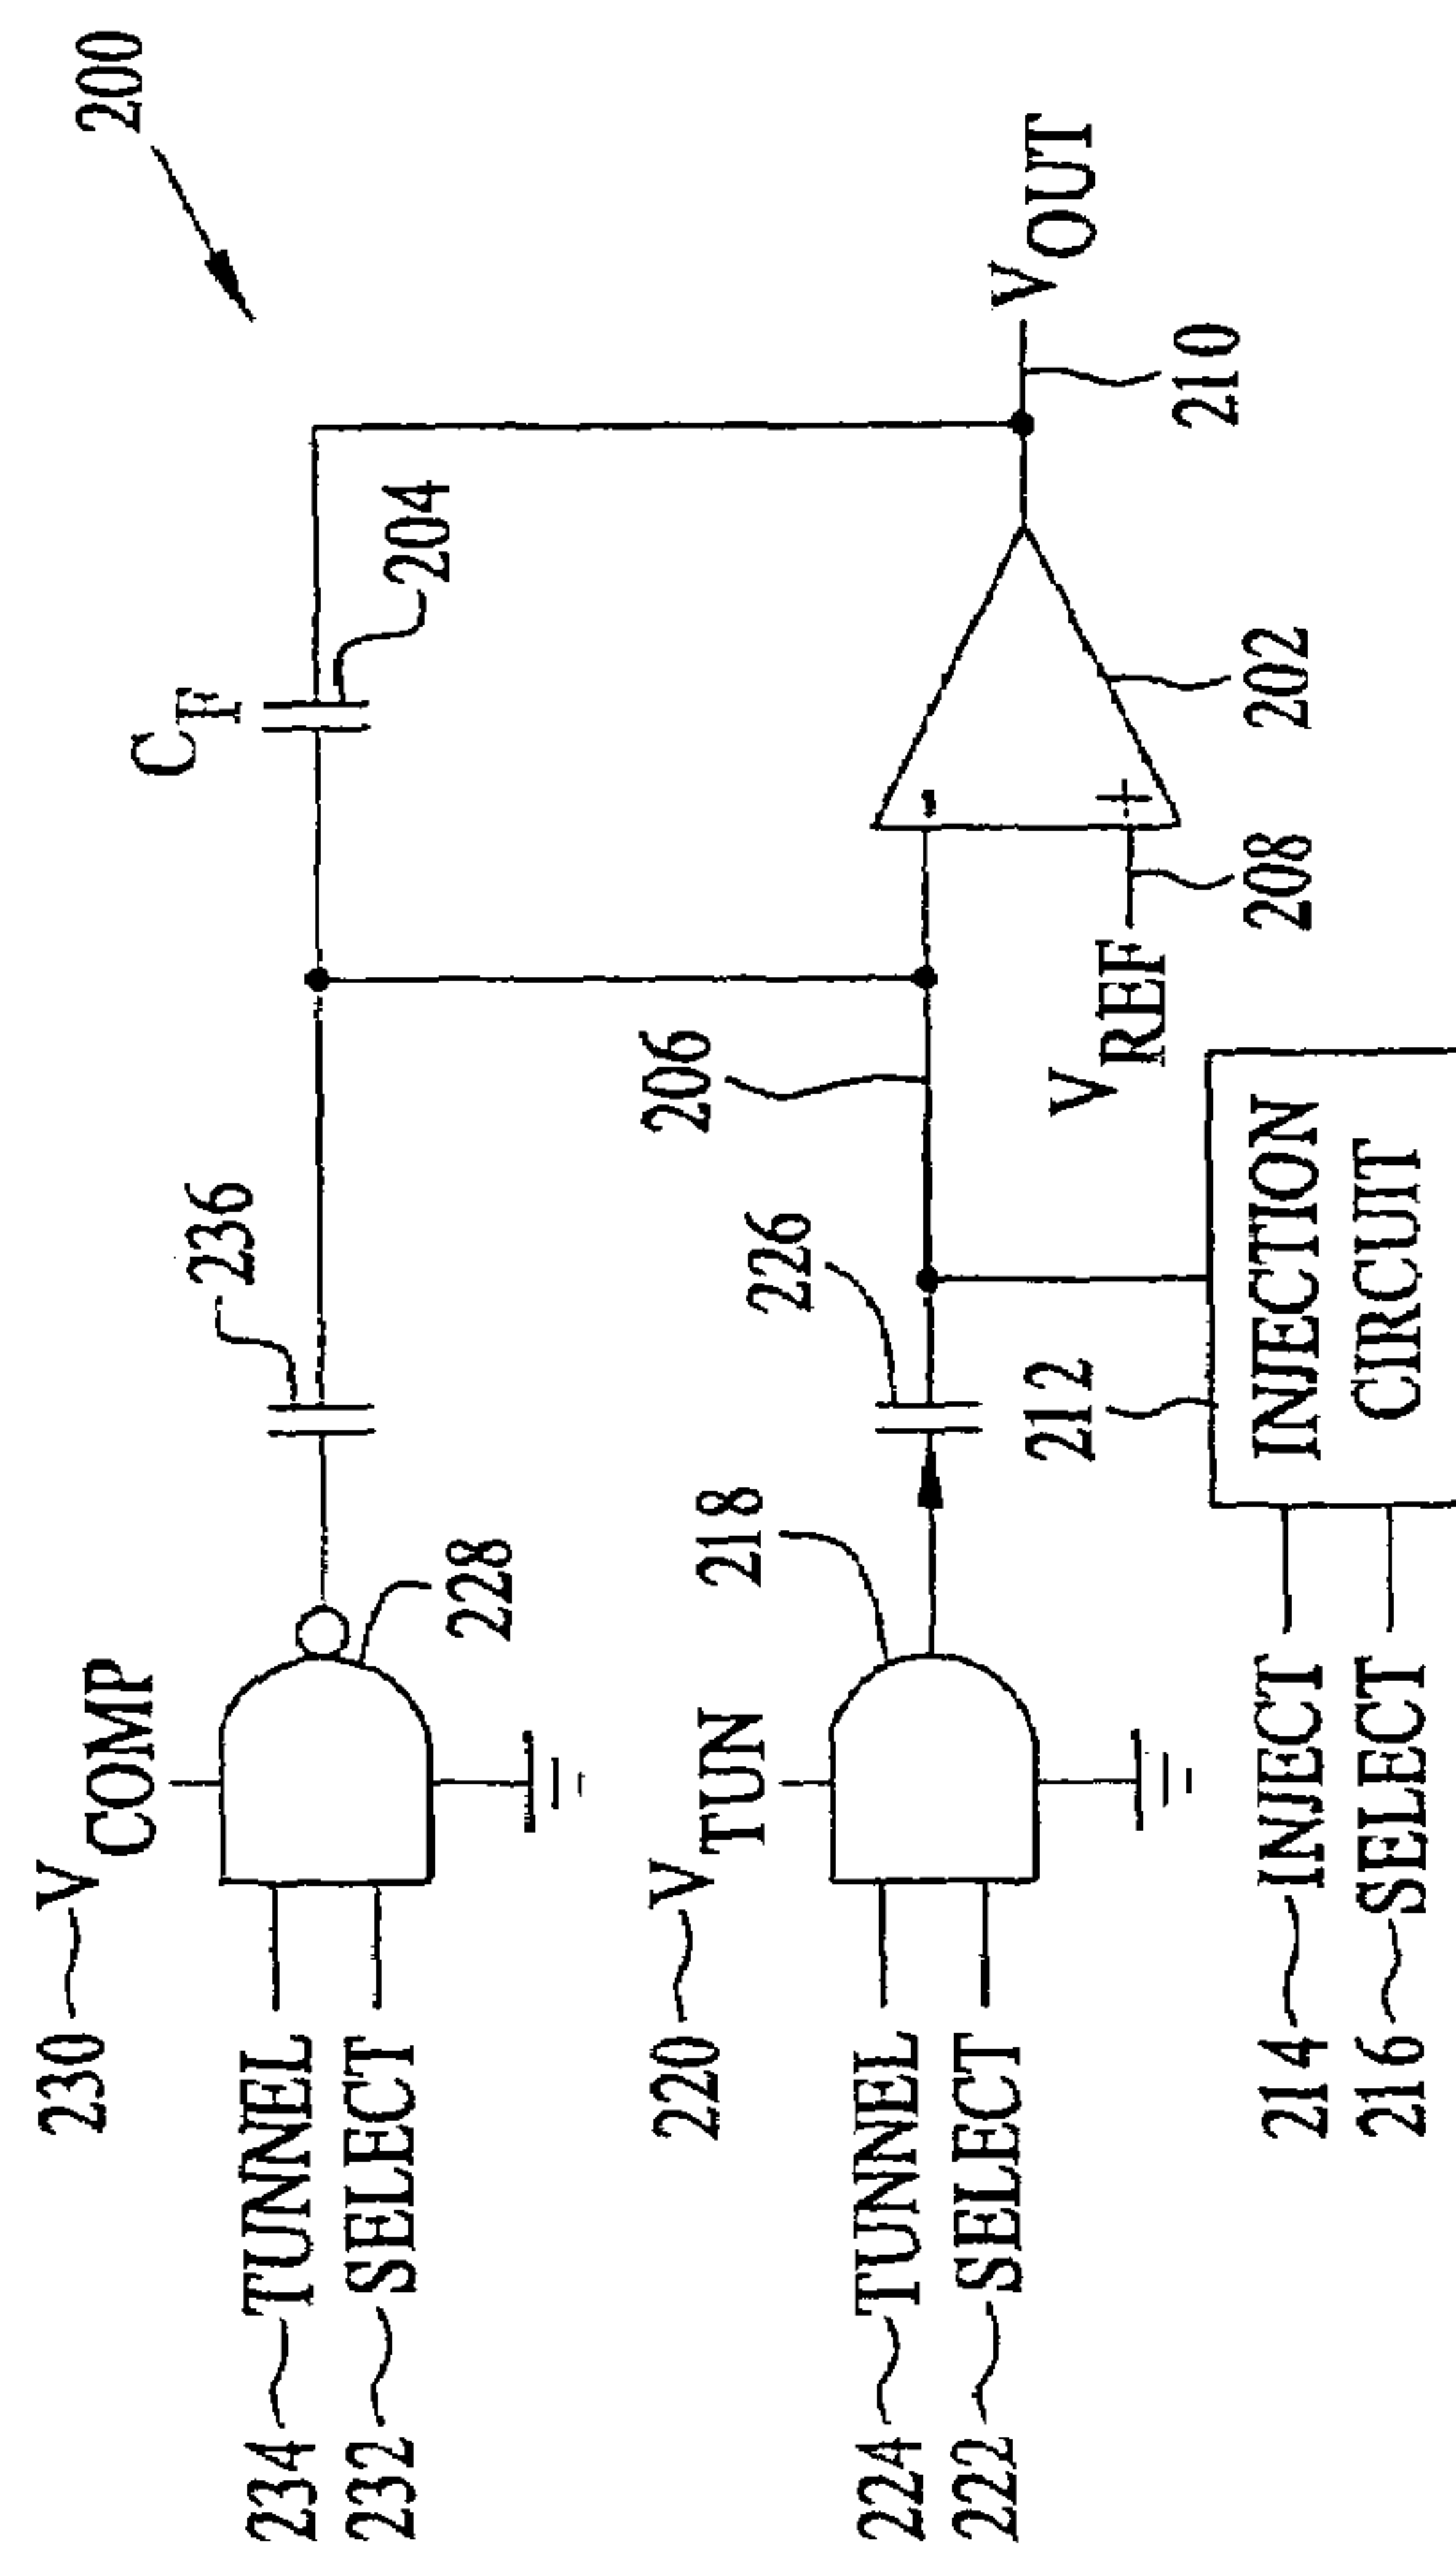 200
230 VCOMP
234 TUNNEL
232 SELECT
228
236
CF
204
220 VTUN
224 TUNNEL
222 SELECT
218
226
206
VREF
208
-
+
202
VOUT
210
212
INJECTION
CIRCUIT
214 INJECT
216 SELECT